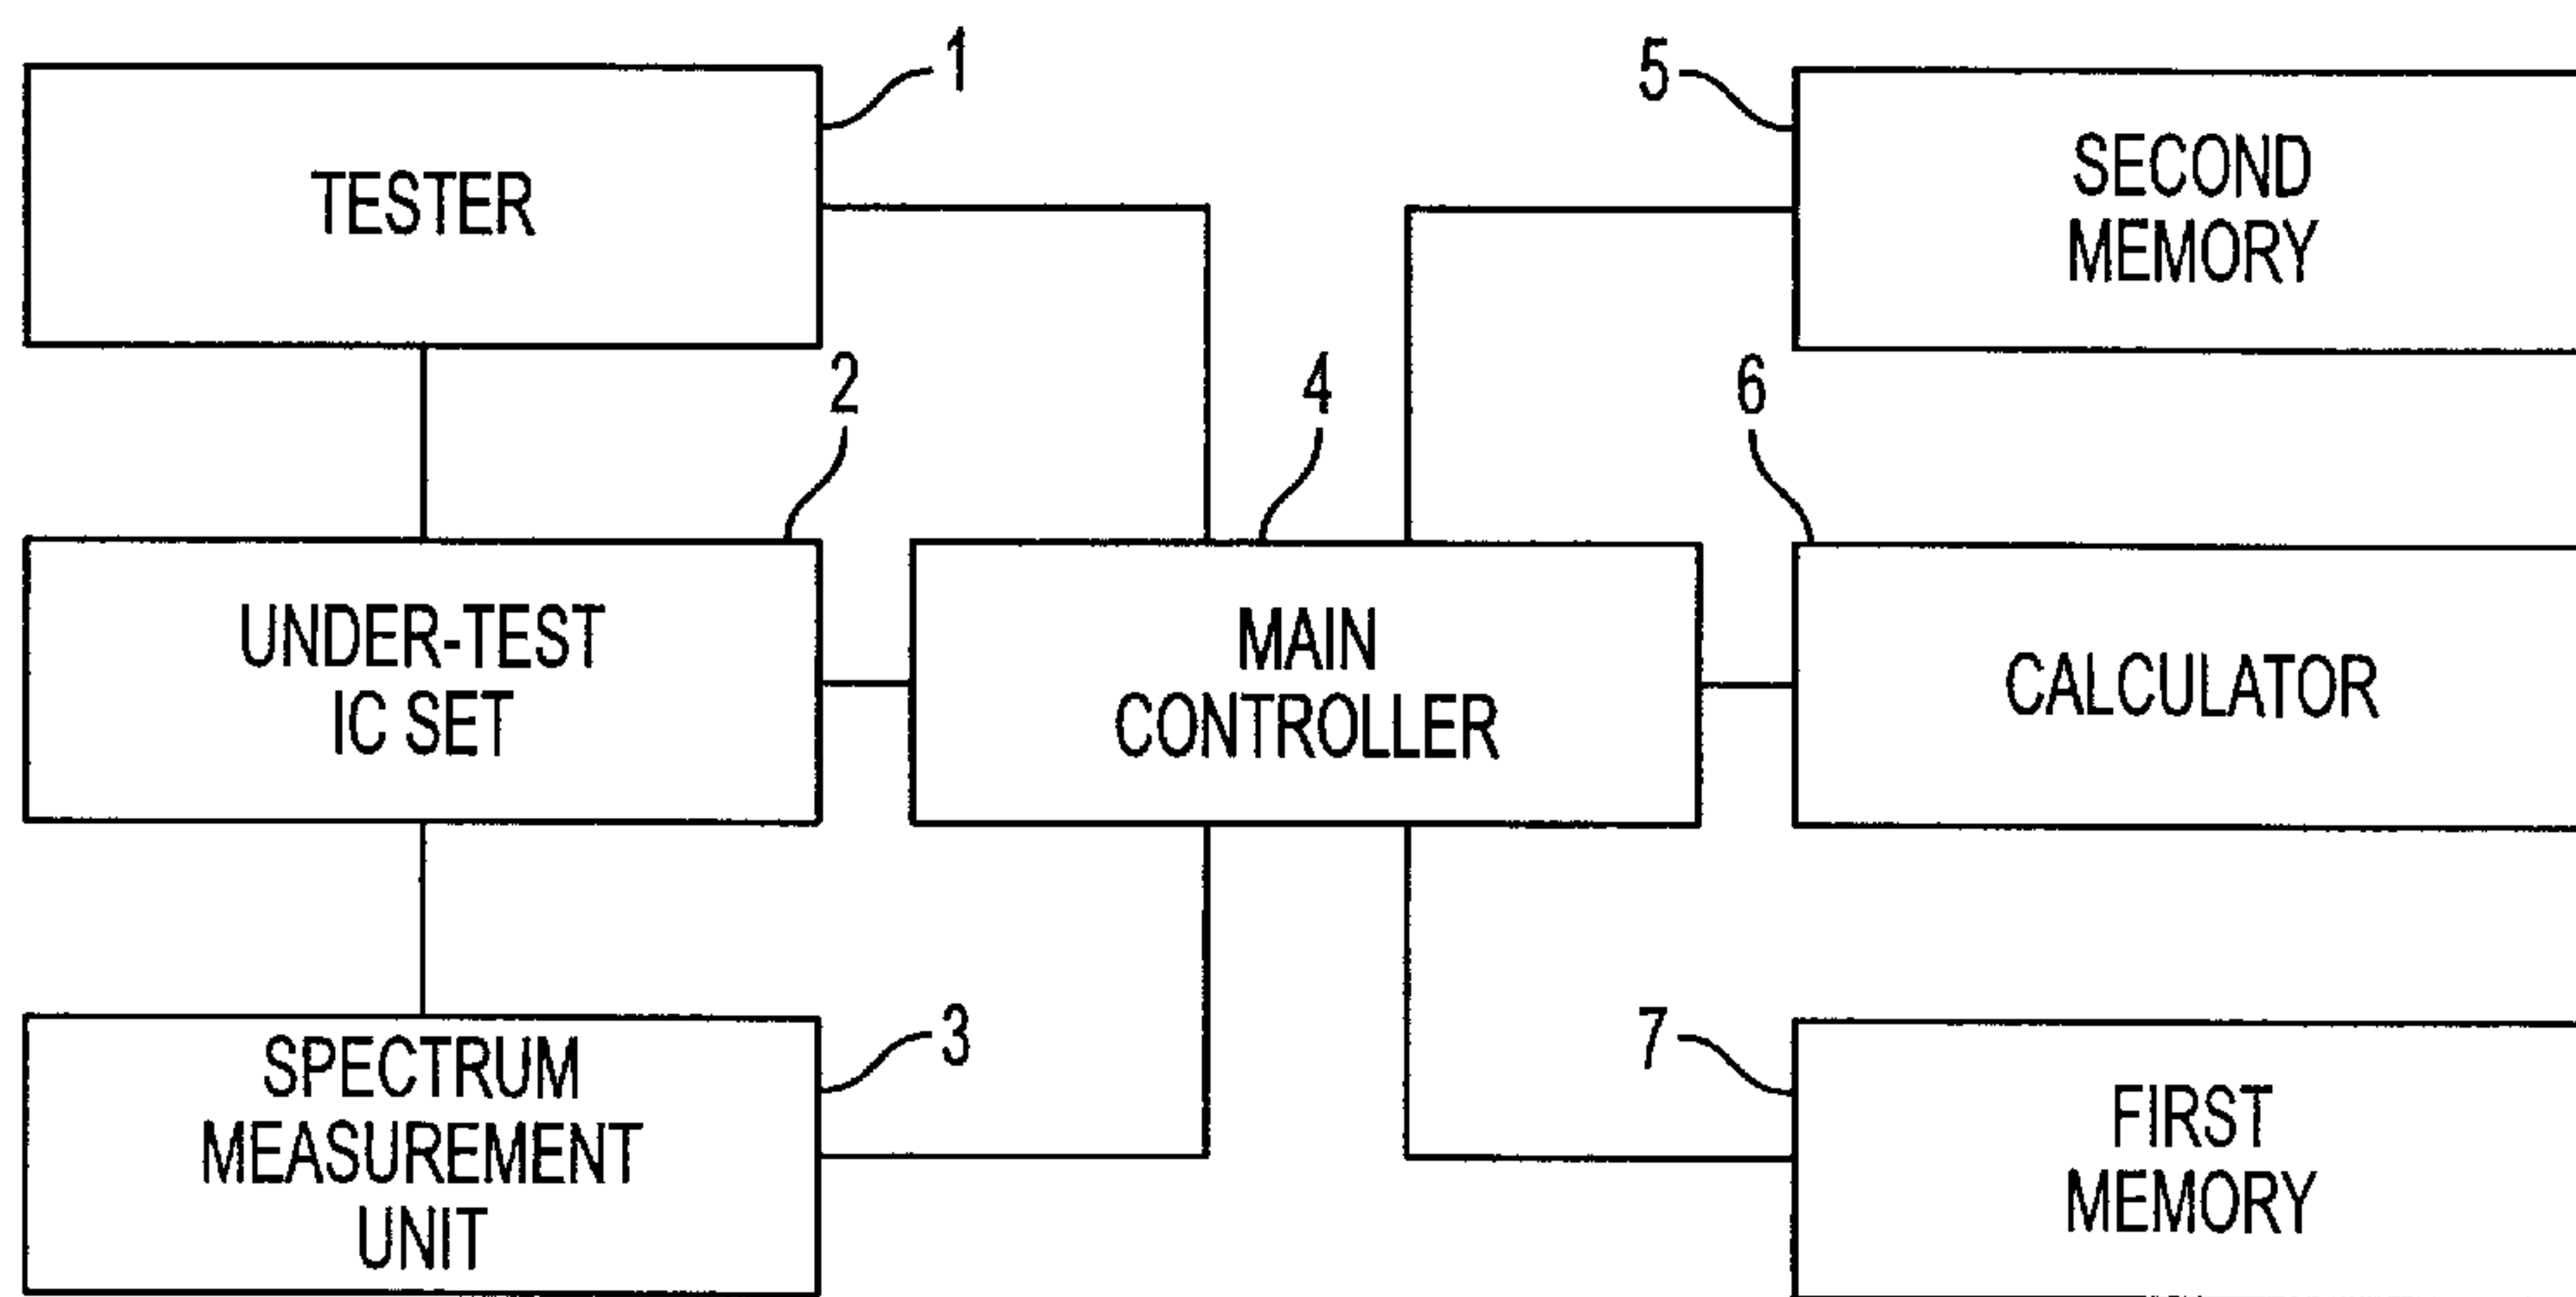 1
TESTER
5
SECOND
MEMORY
2
UNDER-TEST
IC SET
4
MAIN
CONTROLLER
6
CALCULATOR
3
SPECTRUM
MEASUREMENT
UNIT
7
FIRST
MEMORY